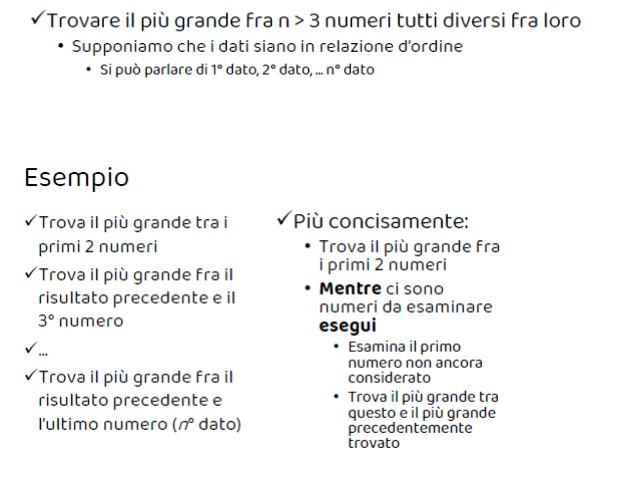 ✓Trovare il più grande fra n > 3 numeri tutti diversi fra loro
• Supponiamo che i dati siano in relazione d'ordine
• Si può parlare di 1° dato, 2° dato, ... n° dato
Esempio
✓Trova il più grande tra i
primi 2 numeri
✓Trova il più grande fra il
risultato precedente e il
3° numero
✓...
✓Trova il più grande fra il
risultato precedente e
l'ultimo numero (n° dato)
✓Più concisamente:
• Trova il più grande fra
i primi 2 numeri
• Mentre ci sono
numeri da esaminare
esegui
• Esamina il primo
numero non ancora
considerato
• Trova il più grande tra
questo e il più grande
precedentemente
trovato